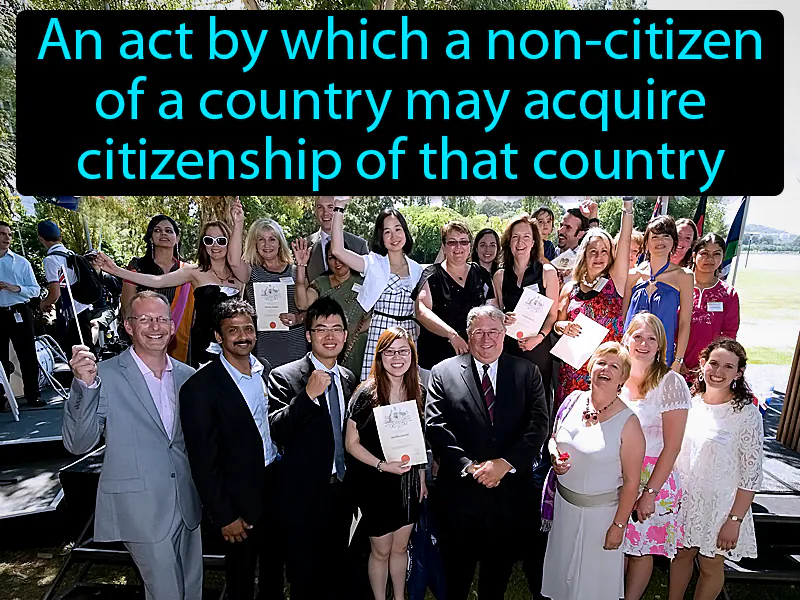 An act by which a non-citizen
of a country may acquire
citizenship of that country